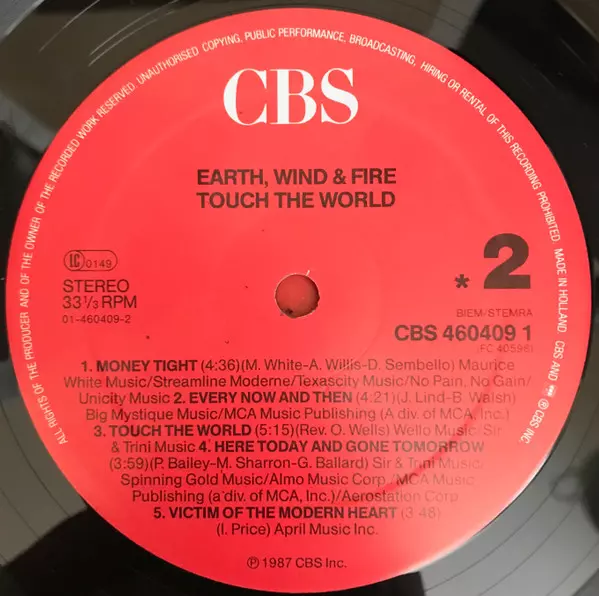 ALL RIGHTS OF THE PRODUCER AND OF THE OWNER OF THE RECORDED WORK RESERVED. UNAUTHORISED COPYING, PUBLIC PERFORMANCE, BROADCASTING, HIRING OR RENTAL OF THIS RECORDING PROHIBITED. MADE IN HOLLAND. CBS AND ℗ CBS INC.
CBS
EARTH, WIND & FIRE
TOUCH THE WORLD
LC 0149
STEREO
33 1/3 RPM
01-460409-2
* 2
BIEM/STEMRA
CBS 460409 1
(FC 40596)
1. MONEY TIGHT (4:36)(M. White-A. Willis-D. Sembello) Maurice
White Music/Streamline Moderne/Texascity Music/No Pain, No Gain/
Unicity Music 2. EVERY NOW AND THEN (4:21)(J. Lind-B. Walsh)
Big Mystique Music/MCA Music Publishing (A div. of MCA, Inc.)
3. TOUCH THE WORLD (5:15)(Rev. O. Wells) Wello Music/Sir
& Trini Music 4. HERE TODAY AND GONE TOMORROW
(3:59)(P. Bailey-M. Sharron-G. Ballard) Sir & Trini Music/
Spinning Gold Music/Almo Music Corp./MCA Music
Publishing (a div. of MCA, Inc.)/Aerostation Corp
5. VICTIM OF THE MODERN HEART (3:48)
(I. Price) April Music Inc.
℗ 1987 CBS Inc.